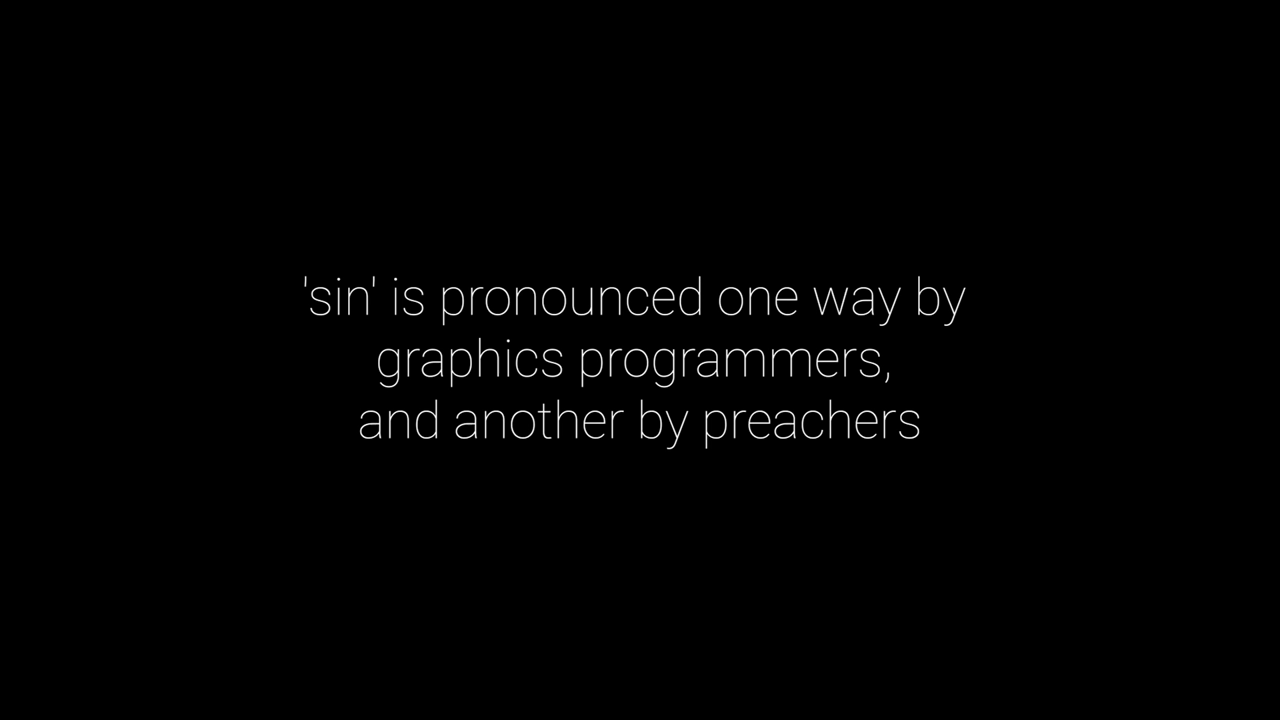 'sin' is pronounced one way by
graphics programmers,
and another by preachers